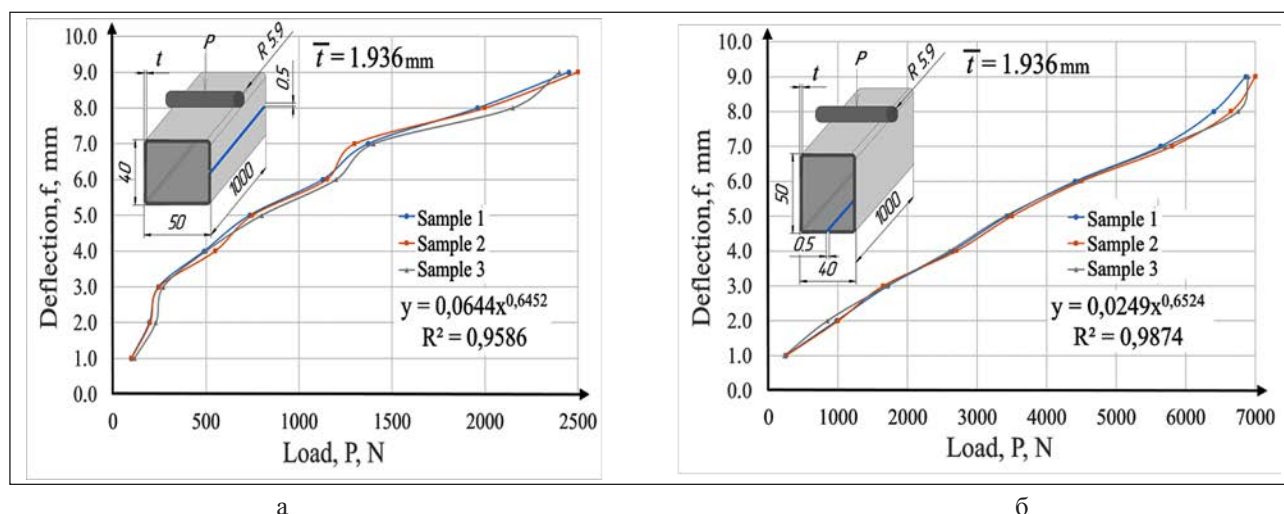 10.0
9.0
8.0
7.0
6.0
5.0
4.0
3.0
2.0
1.0
0.0
Deflection,f, mm
t
P
R 5.9
0.5
40
50
1000
t = 1.936 mm
Sample 1
Sample 2
Sample 3
y = 0,0644x^0,6452
R² = 0,9586
0 500 1000 1500 2000 2500
Load, P, N
а
10.0
9.0
8.0
7.0
6.0
5.0
4.0
3.0
2.0
1.0
0.0
Deflection,f, mm
t
P
R 5.9
50
0.5
40
1000
t = 1.936 mm
Sample 1
Sample 2
Sample 3
y = 0,0249x^0,6524
R² = 0,9874
0 1000 2000 3000 4000 5000 6000 7000
Load, P, N
б